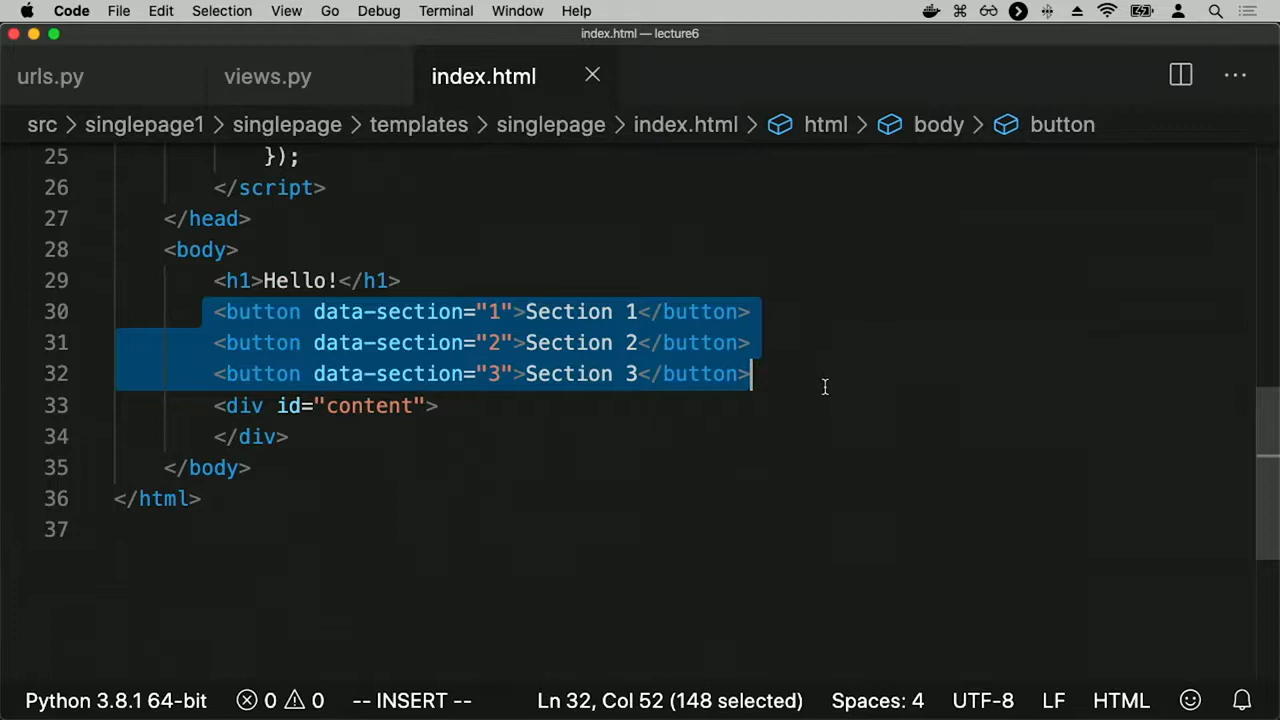 Code File Edit Selection View Go Debug Terminal Window Help
index.html — lecture6
urls.py views.py index.html
src > singlepage1 > singlepage > templates > singlepage > index.html > html > body > button
25 });
26 </script>
27 </head>
28 <body>
29 <h1>Hello!</h1>
30 <button data-section="1">Section 1</button>
31 <button data-section="2">Section 2</button>
32 <button data-section="3">Section 3</button>
33 <div id="content">
34 </div>
35 </body>
36 </html>
37
Python 3.8.1 64-bit 0 0 -- INSERT -- Ln 32, Col 52 (148 selected) Spaces: 4 UTF-8 LF HTML